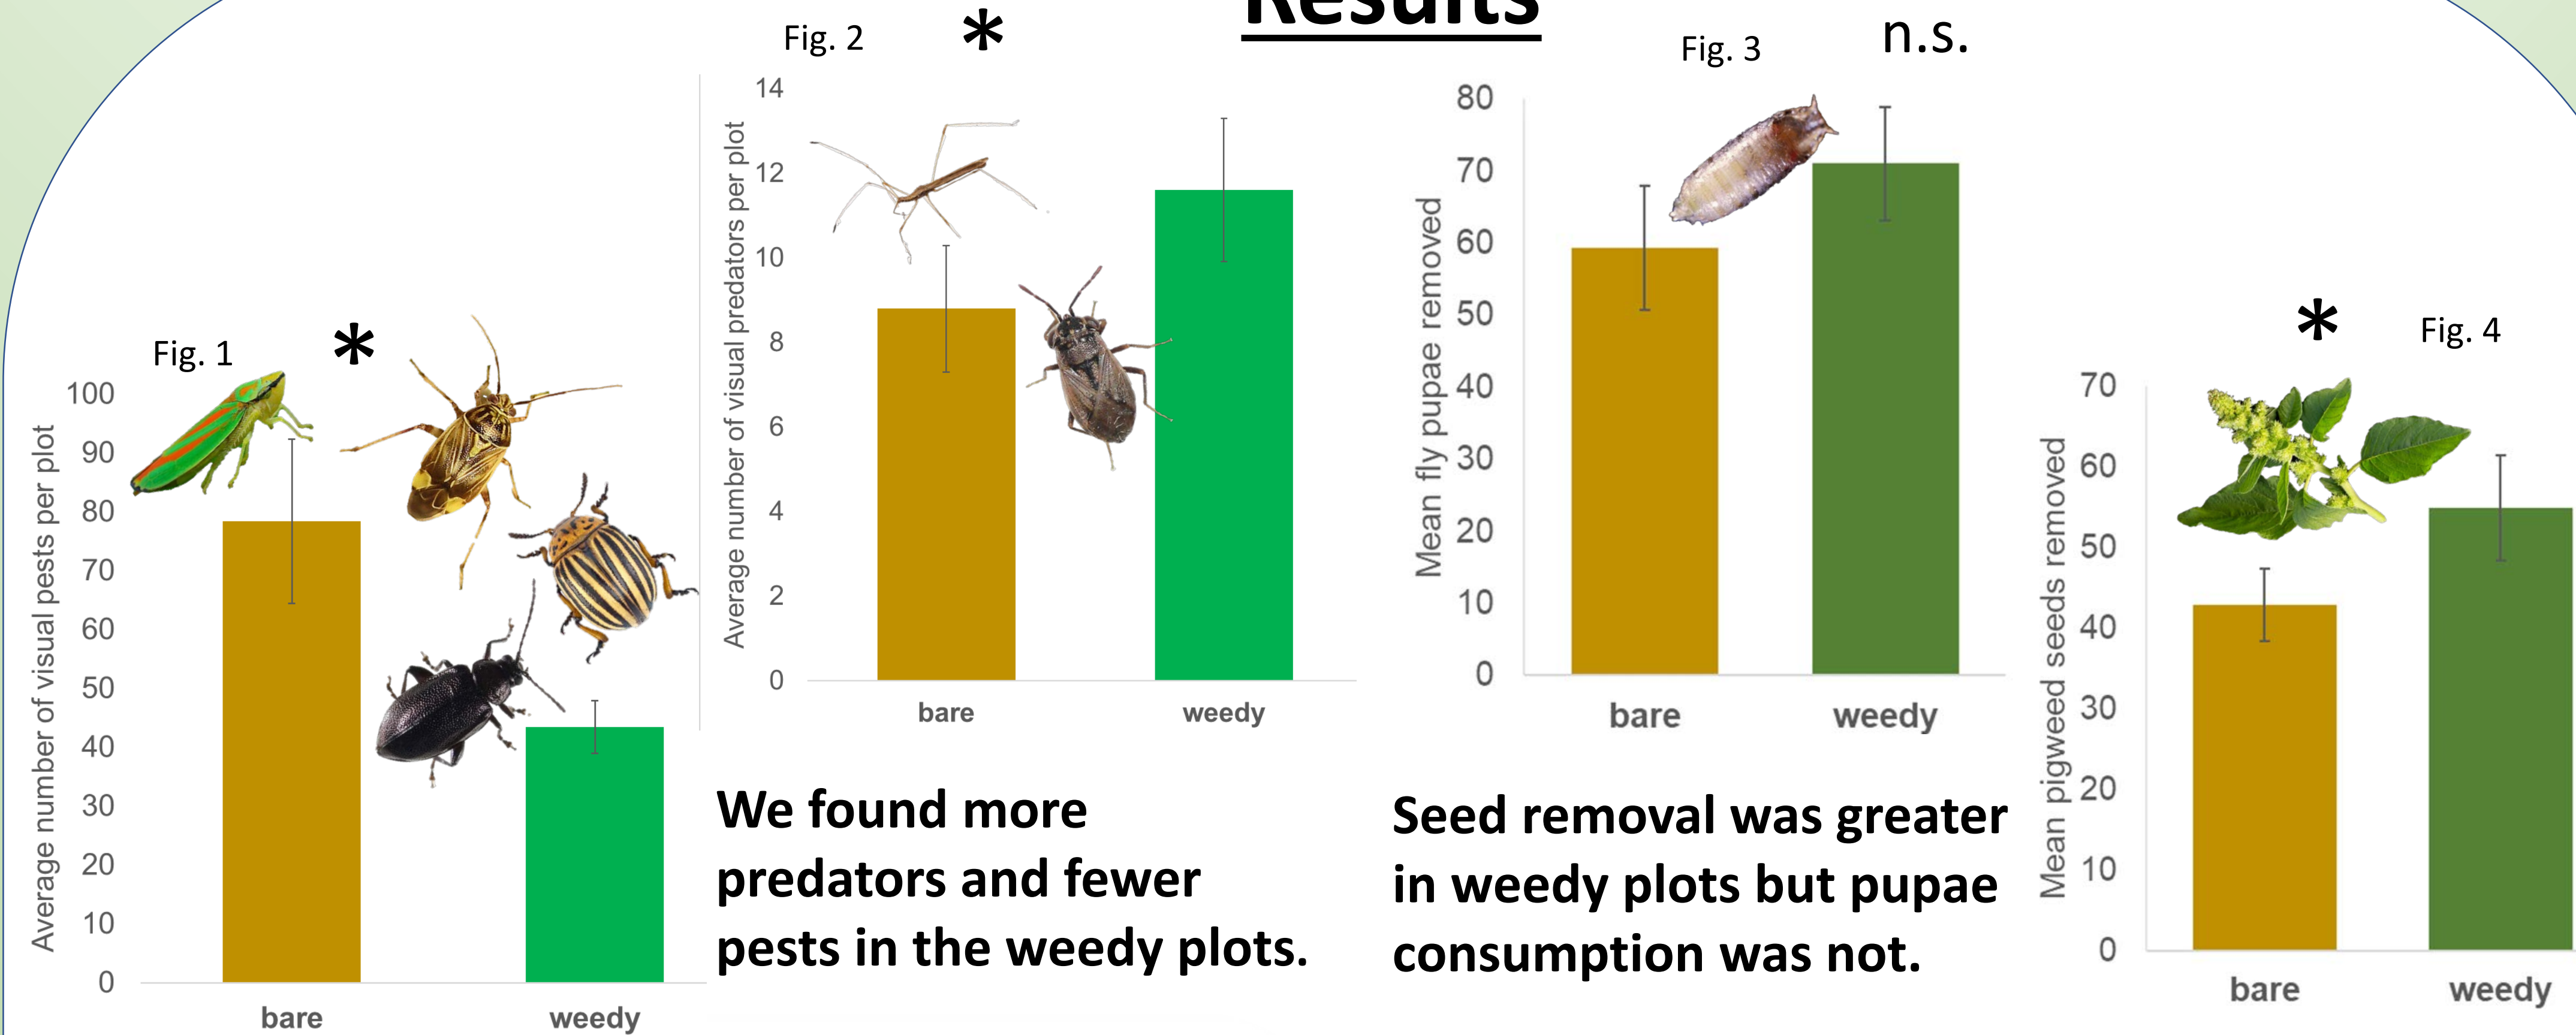 Results
Fig. 1
*
Average number of visual pests per plot
100
90
80
70
60
50
40
30
20
10
0
bare
weedy
Fig. 2
*
Average number of visual predators per plot
14
12
10
8
6
4
2
0
bare
weedy
We found more
predators and fewer
pests in the weedy plots.
Fig. 3
n.s.
Mean fly pupae removed
80
70
60
50
40
30
20
10
0
bare
weedy
Seed removal was greater
in weedy plots but pupae
consumption was not.
*
Fig. 4
Mean pigweed seeds removed
70
60
50
40
30
20
10
0
bare
weedy